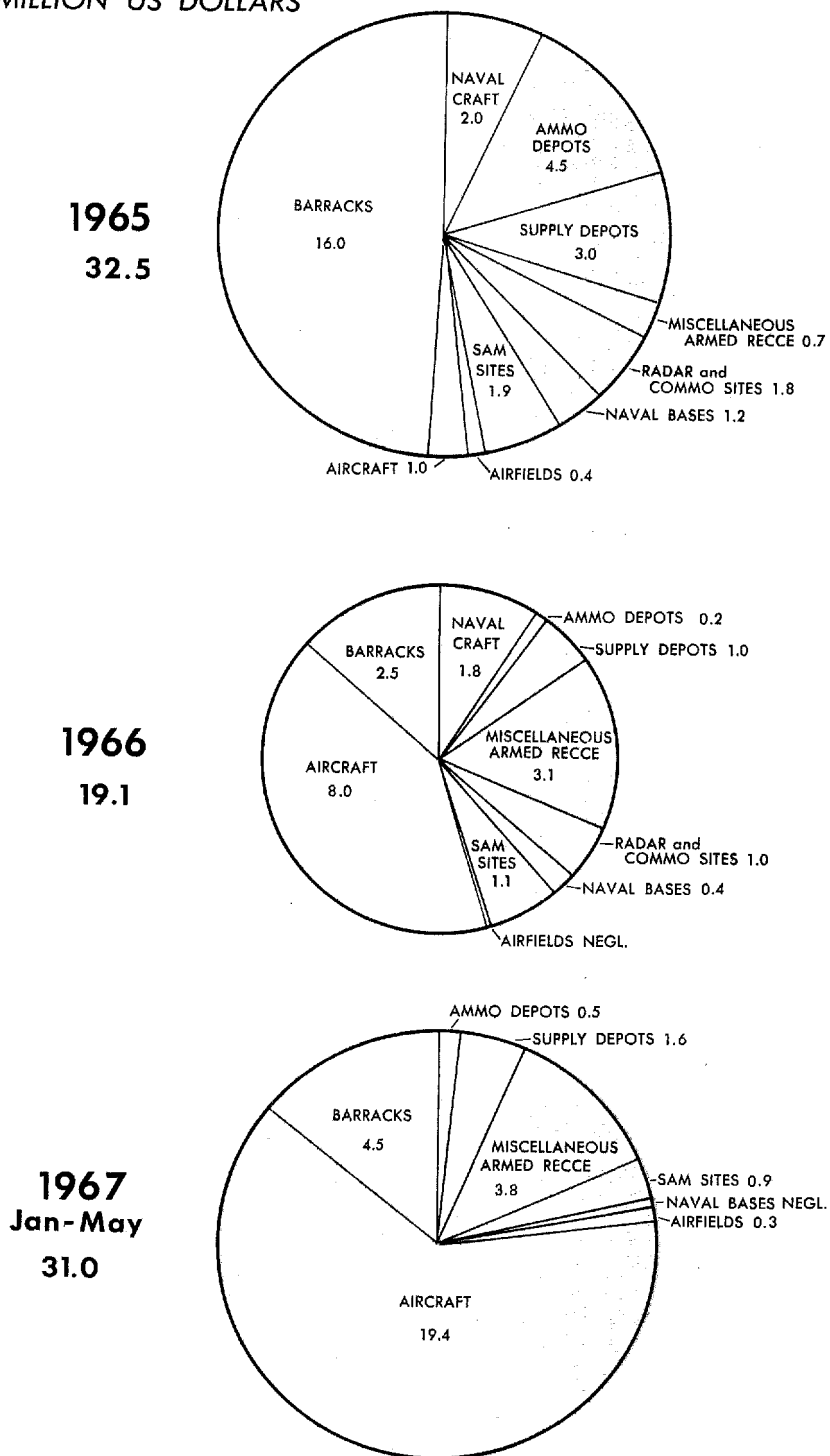 MILLION US DOLLARS
1965
32.5
NAVAL
CRAFT
2.0
AMMO
DEPOTS
4.5
SUPPLY DEPOTS
3.0
MISCELLANEOUS
ARMED RECCE 0.7
RADAR and
COMMO SITES 1.8
NAVAL BASES 1.2
SAM
SITES
1.9
AIRFIELDS 0.4
AIRCRAFT 1.0
BARRACKS
16.0
1966
19.1
NAVAL
CRAFT
1.8
AMMO DEPOTS 0.2
SUPPLY DEPOTS 1.0
MISCELLANEOUS
ARMED RECCE
3.1
RADAR and
COMMO SITES 1.0
NAVAL BASES 0.4
SAM
SITES
1.1
AIRFIELDS NEGL.
AIRCRAFT
8.0
BARRACKS
2.5
1967
Jan-May
31.0
AMMO DEPOTS 0.5
SUPPLY DEPOTS 1.6
MISCELLANEOUS
ARMED RECCE
3.8
SAM SITES 0.9
NAVAL BASES NEGL.
AIRFIELDS 0.3
AIRCRAFT
19.4
BARRACKS
4.5